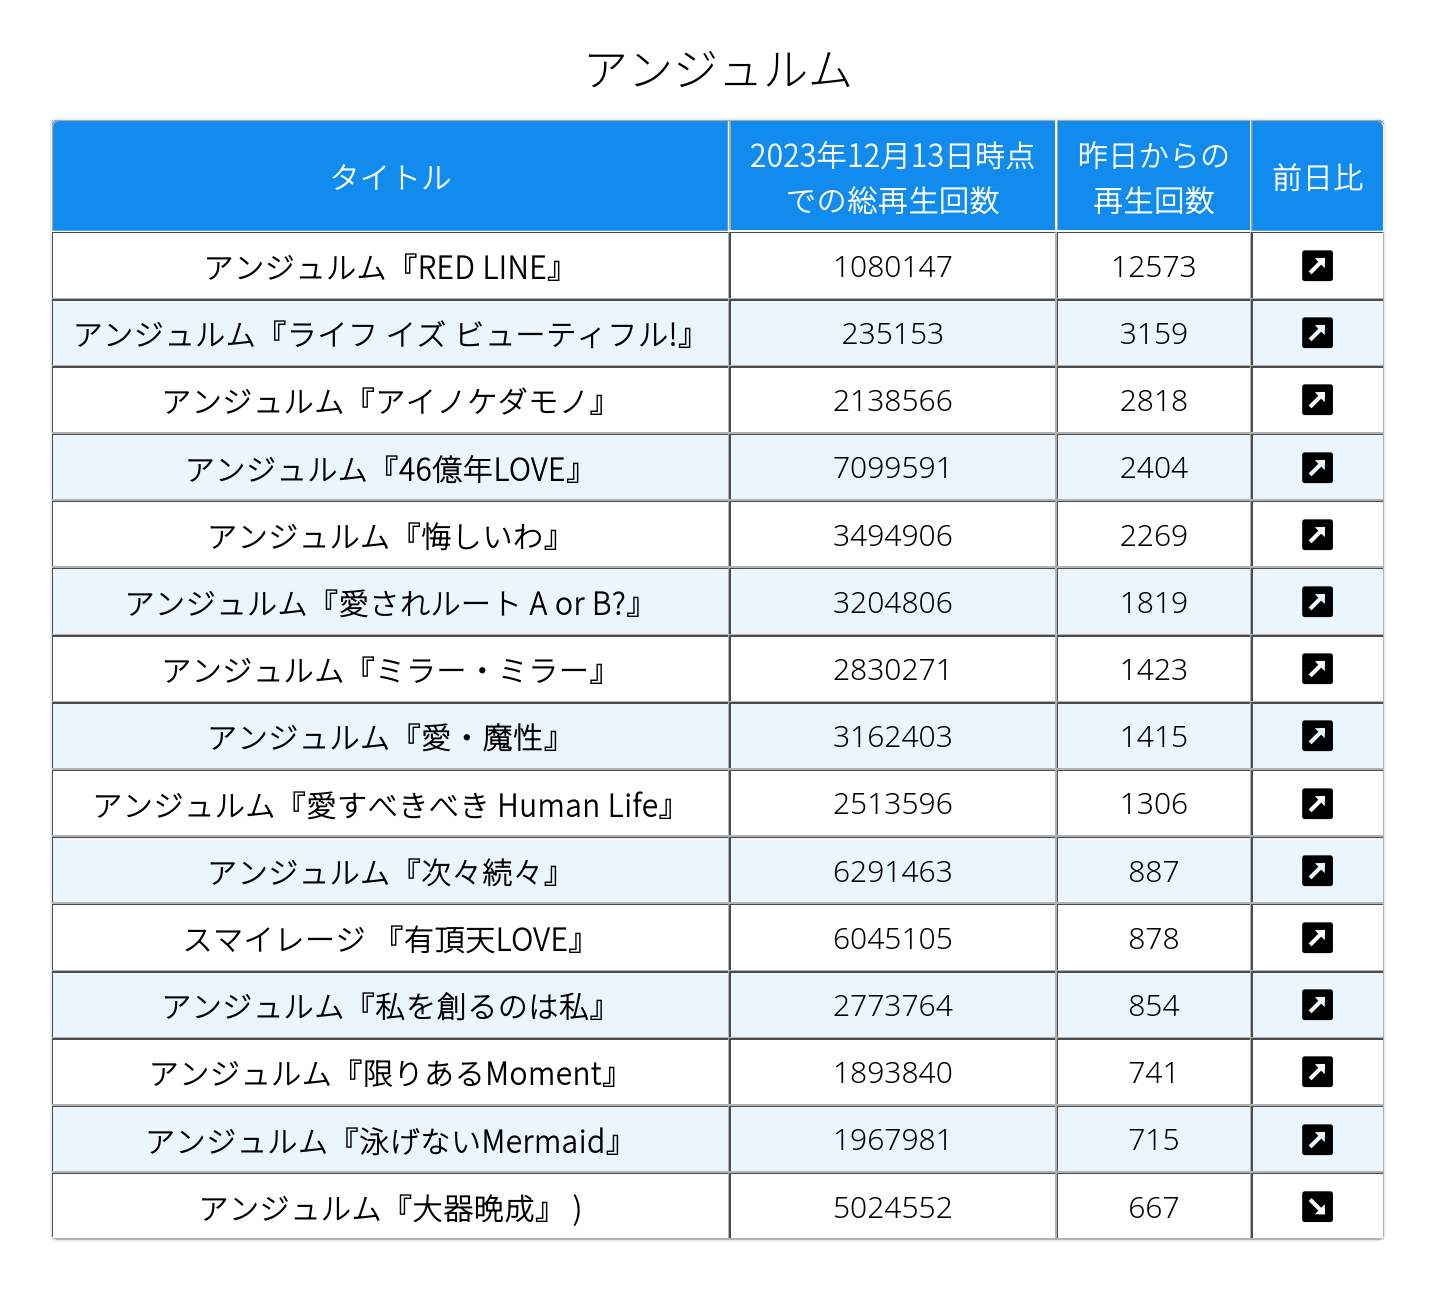 アンジュルム
タイトル 2023年12月13日時点での総再生回数 昨日からの再生回数 前日比
アンジュルム『RED LINE』 1080147 12573 ↗
アンジュルム『ライフ イズ ビューティフル!』 235153 3159 ↗
アンジュルム『アイノケダモノ』 2138566 2818 ↗
アンジュルム『46億年LOVE』 7099591 2404 ↗
アンジュルム『悔しいわ』 3494906 2269 ↗
アンジュルム『愛されルート A or B?』 3204806 1819 ↗
アンジュルム『ミラー・ミラー』 2830271 1423 ↗
アンジュルム『愛・魔性』 3162403 1415 ↗
アンジュルム『愛すべきべき Human Life』 2513596 1306 ↗
アンジュルム『次々続々』 6291463 887 ↗
スマイレージ 『有頂天LOVE』 6045105 878 ↗
アンジュルム『私を創るのは私』 2773764 854 ↗
アンジュルム『限りあるMoment』 1893840 741 ↗
アンジュルム『泳げないMermaid』 1967981 715 ↗
アンジュルム『大器晩成』 ) 5024552 667 ↘